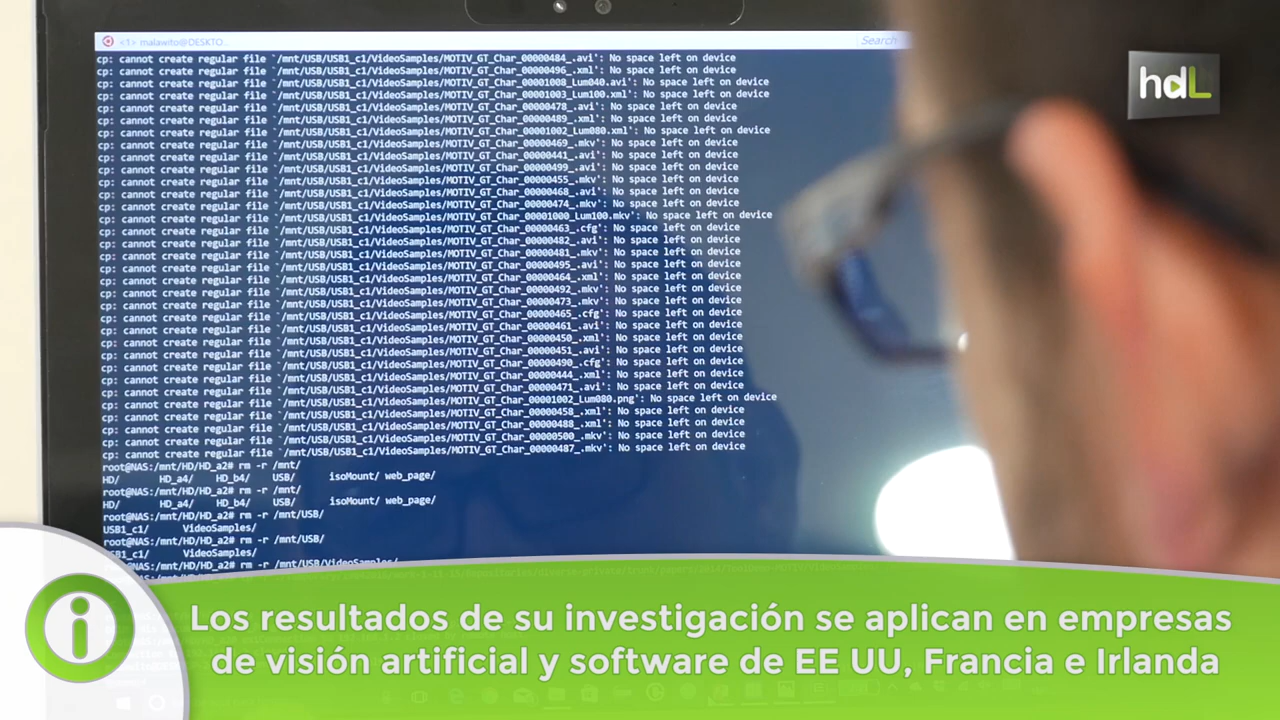 <1> malawito@DESKTO...
Search
hdL
cp: cannot create regular file `/mnt/USB/USB1_c1/VideoSamples/MOTIV_GT_Char_00000484_.avi': No space left on device
cp: cannot create regular file `/mnt/USB/USB1_c1/VideoSamples/MOTIV_GT_Char_00000496_.xml': No space left on device
cp: cannot create regular file `/mnt/USB/USB1_c1/VideoSamples/MOTIV_GT_Char_00001008_Lum040.avi': No space left on device
cp: cannot create regular file `/mnt/USB/USB1_c1/VideoSamples/MOTIV_GT_Char_00001003_Lum100.xml': No space left on device
cp: cannot create regular file `/mnt/USB/USB1_c1/VideoSamples/MOTIV_GT_Char_00000478_.avi': No space left on device
cp: cannot create regular file `/mnt/USB/USB1_c1/VideoSamples/MOTIV_GT_Char_00000489_.xml': No space left on device
cp: cannot create regular file `/mnt/USB/USB1_c1/VideoSamples/MOTIV_GT_Char_00001002_Lum080.xml': No space left on device
cp: cannot create regular file `/mnt/USB/USB1_c1/VideoSamples/MOTIV_GT_Char_00000469_.mkv': No space left on device
cp: cannot create regular file `/mnt/USB/USB1_c1/VideoSamples/MOTIV_GT_Char_00000441_.avi': No space left on device
cp: cannot create regular file `/mnt/USB/USB1_c1/VideoSamples/MOTIV_GT_Char_00000499_.avi': No space left on device
cp: cannot create regular file `/mnt/USB/USB1_c1/VideoSamples/MOTIV_GT_Char_00000455_.mkv': No space left on device
cp: cannot create regular file `/mnt/USB/USB1_c1/VideoSamples/MOTIV_GT_Char_00000468_.avi': No space left on device
cp: cannot create regular file `/mnt/USB/USB1_c1/VideoSamples/MOTIV_GT_Char_00000474_.mkv': No space left on device
cp: cannot create regular file `/mnt/USB/USB1_c1/VideoSamples/MOTIV_GT_Char_00001000_Lum100.mkv': No space left on device
cp: cannot create regular file `/mnt/USB/USB1_c1/VideoSamples/MOTIV_GT_Char_00000463_.cfg': No space left on device
cp: cannot create regular file `/mnt/USB/USB1_c1/VideoSamples/MOTIV_GT_Char_00000482_.avi': No space left on device
cp: cannot create regular file `/mnt/USB/USB1_c1/VideoSamples/MOTIV_GT_Char_00000481_.mkv': No space left on device
cp: cannot create regular file `/mnt/USB/USB1_c1/VideoSamples/MOTIV_GT_Char_00000495_.avi': No space left on device
cp: cannot create regular file `/mnt/USB/USB1_c1/VideoSamples/MOTIV_GT_Char_00000464_.xml': No space left on device
cp: cannot create regular file `/mnt/USB/USB1_c1/VideoSamples/MOTIV_GT_Char_00000492_.mkv': No space left on device
cp: cannot create regular file `/mnt/USB/USB1_c1/VideoSamples/MOTIV_GT_Char_00000473_.mkv': No space left on device
cp: cannot create regular file `/mnt/USB/USB1_c1/VideoSamples/MOTIV_GT_Char_00000465_.cfg': No space left on device
cp: cannot create regular file `/mnt/USB/USB1_c1/VideoSamples/MOTIV_GT_Char_00000461_.avi': No space left on device
cp: cannot create regular file `/mnt/USB/USB1_c1/VideoSamples/MOTIV_GT_Char_00000450_.xml': No space left on device
cp: cannot create regular file `/mnt/USB/USB1_c1/VideoSamples/MOTIV_GT_Char_00000451_.avi': No space left on device
cp: cannot create regular file `/mnt/USB/USB1_c1/VideoSamples/MOTIV_GT_Char_00000490_.cfg': No space left on device
cp: cannot create regular file `/mnt/USB/USB1_c1/VideoSamples/MOTIV_GT_Char_00000444_.xml': No space left on device
cp: cannot create regular file `/mnt/USB/USB1_c1/VideoSamples/MOTIV_GT_Char_00000471_.avi': No space left on device
cp: cannot create regular file `/mnt/USB/USB1_c1/VideoSamples/MOTIV_GT_Char_00001002_Lum080.png': No space left on device
cp: cannot create regular file `/mnt/USB/USB1_c1/VideoSamples/MOTIV_GT_Char_00000458_.xml': No space left on device
cp: cannot create regular file `/mnt/USB/USB1_c1/VideoSamples/MOTIV_GT_Char_00000488_.xml': No space left on device
cp: cannot create regular file `/mnt/USB/USB1_c1/VideoSamples/MOTIV_GT_Char_00000500_.mkv': No space left on device
cp: cannot create regular file `/mnt/USB/USB1_c1/VideoSamples/MOTIV_GT_Char_00000487_.mkv': No space left on device
root@NAS:/mnt/HD/HD_a2# rm -r /mnt/
HD/ HD_a4/ HD_b4/ USB/ isoMount/ web_page/
root@NAS:/mnt/HD/HD_a2# rm -r /mnt/
HD/ HD_a4/ HD_b4/ USB/ isoMount/ web_page/
root@NAS:/mnt/HD/HD_a2# rm -r /mnt/USB/
USB1_c1/ VideoSamples/
root@NAS:/mnt/HD/HD_a2# rm -r /mnt/USB/
USB1_c1/ VideoSamples/
root@NAS:/mnt/HD/HD_a2# rm -r /mnt/USB/VideoSamples/
Los resultados de su investigación se aplican en empresas
de visión artificial y software de EE UU, Francia e Irlanda